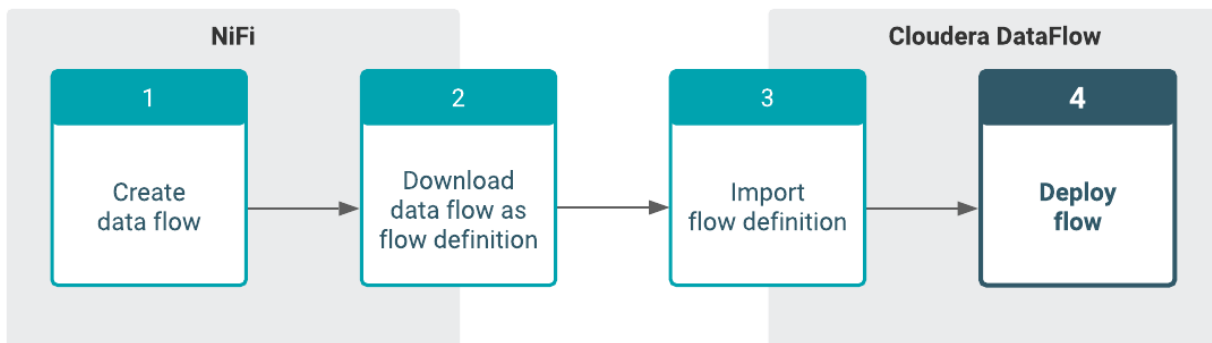 NiFi
Cloudera DataFlow
1
2
3
4
Create
data flow
Download
data flow as
flow definition
Import
flow definition
Deploy
flow